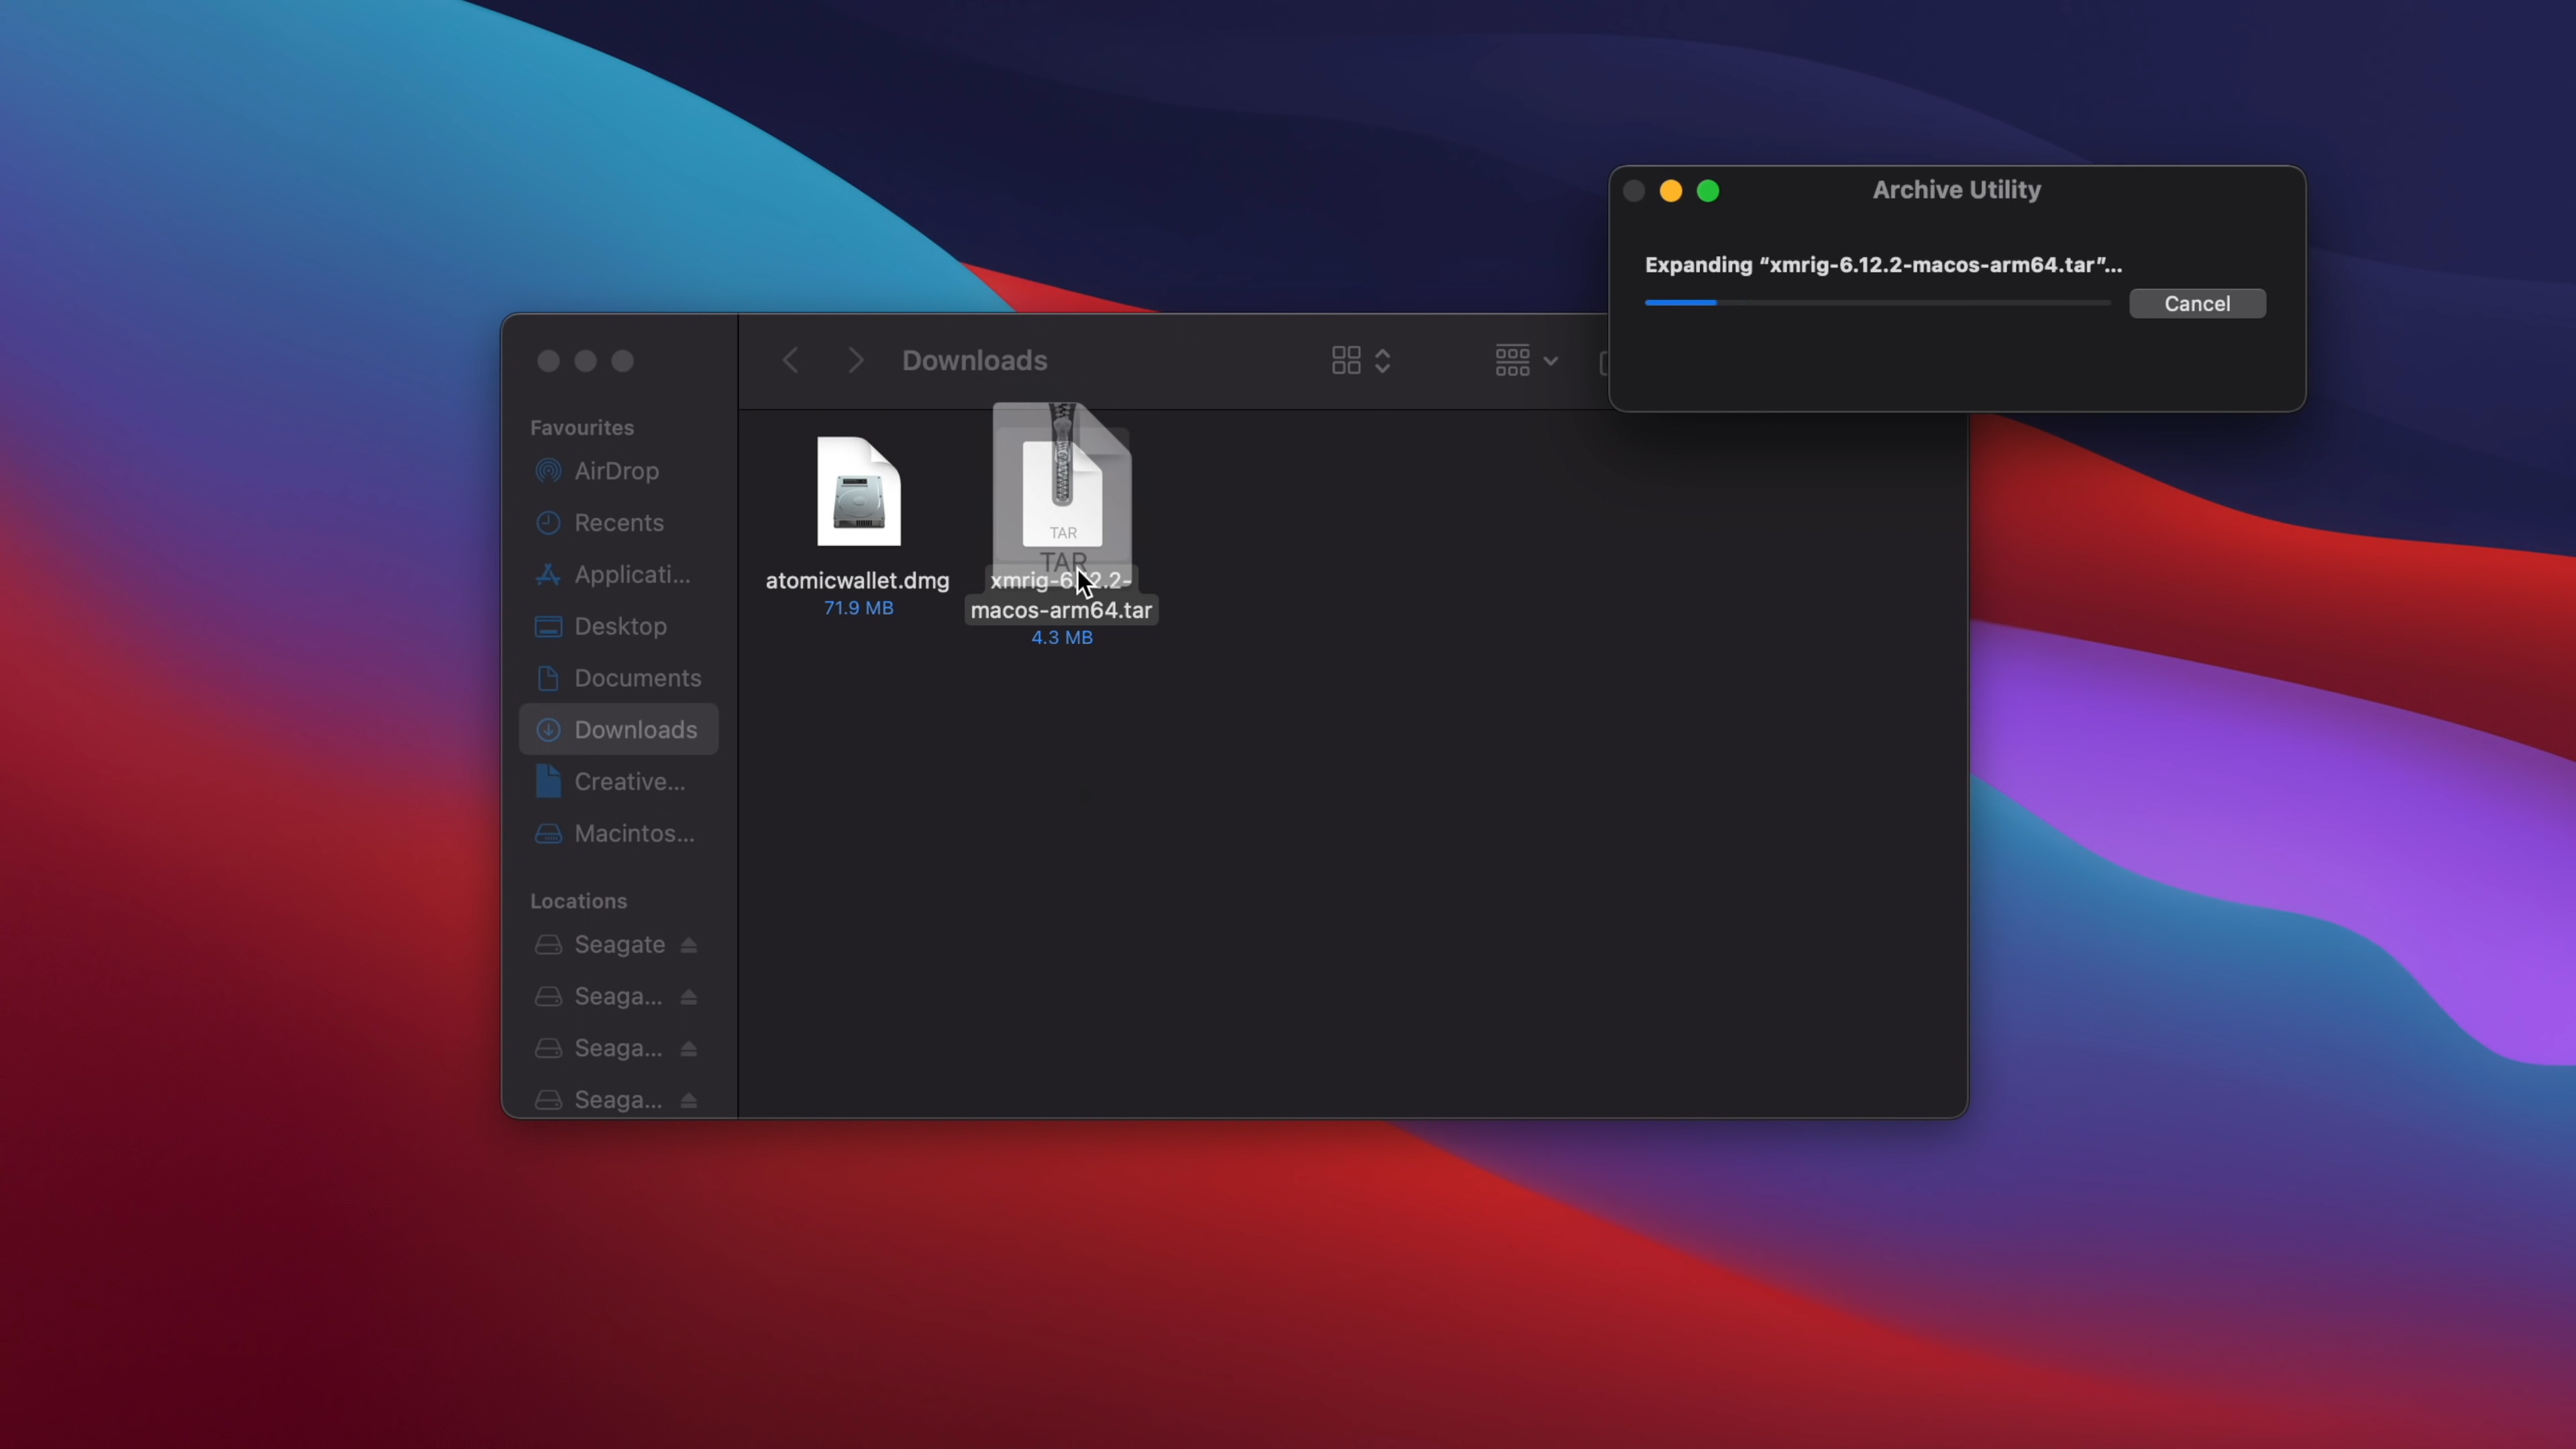 Archive Utility
Expanding “xmrig-6.12.2-macos-arm64.tar”...
Cancel
Downloads
Favourites
AirDrop
Recents
Applicati...
Desktop
Documents
Downloads
Creative...
Macintos...
Locations
Seagate
Seaga...
Seaga...
Seaga...
atomicwallet.dmg
71.9 MB
TAR
TAR
xmrig-6.12.2-
macos-arm64.tar
4.3 MB